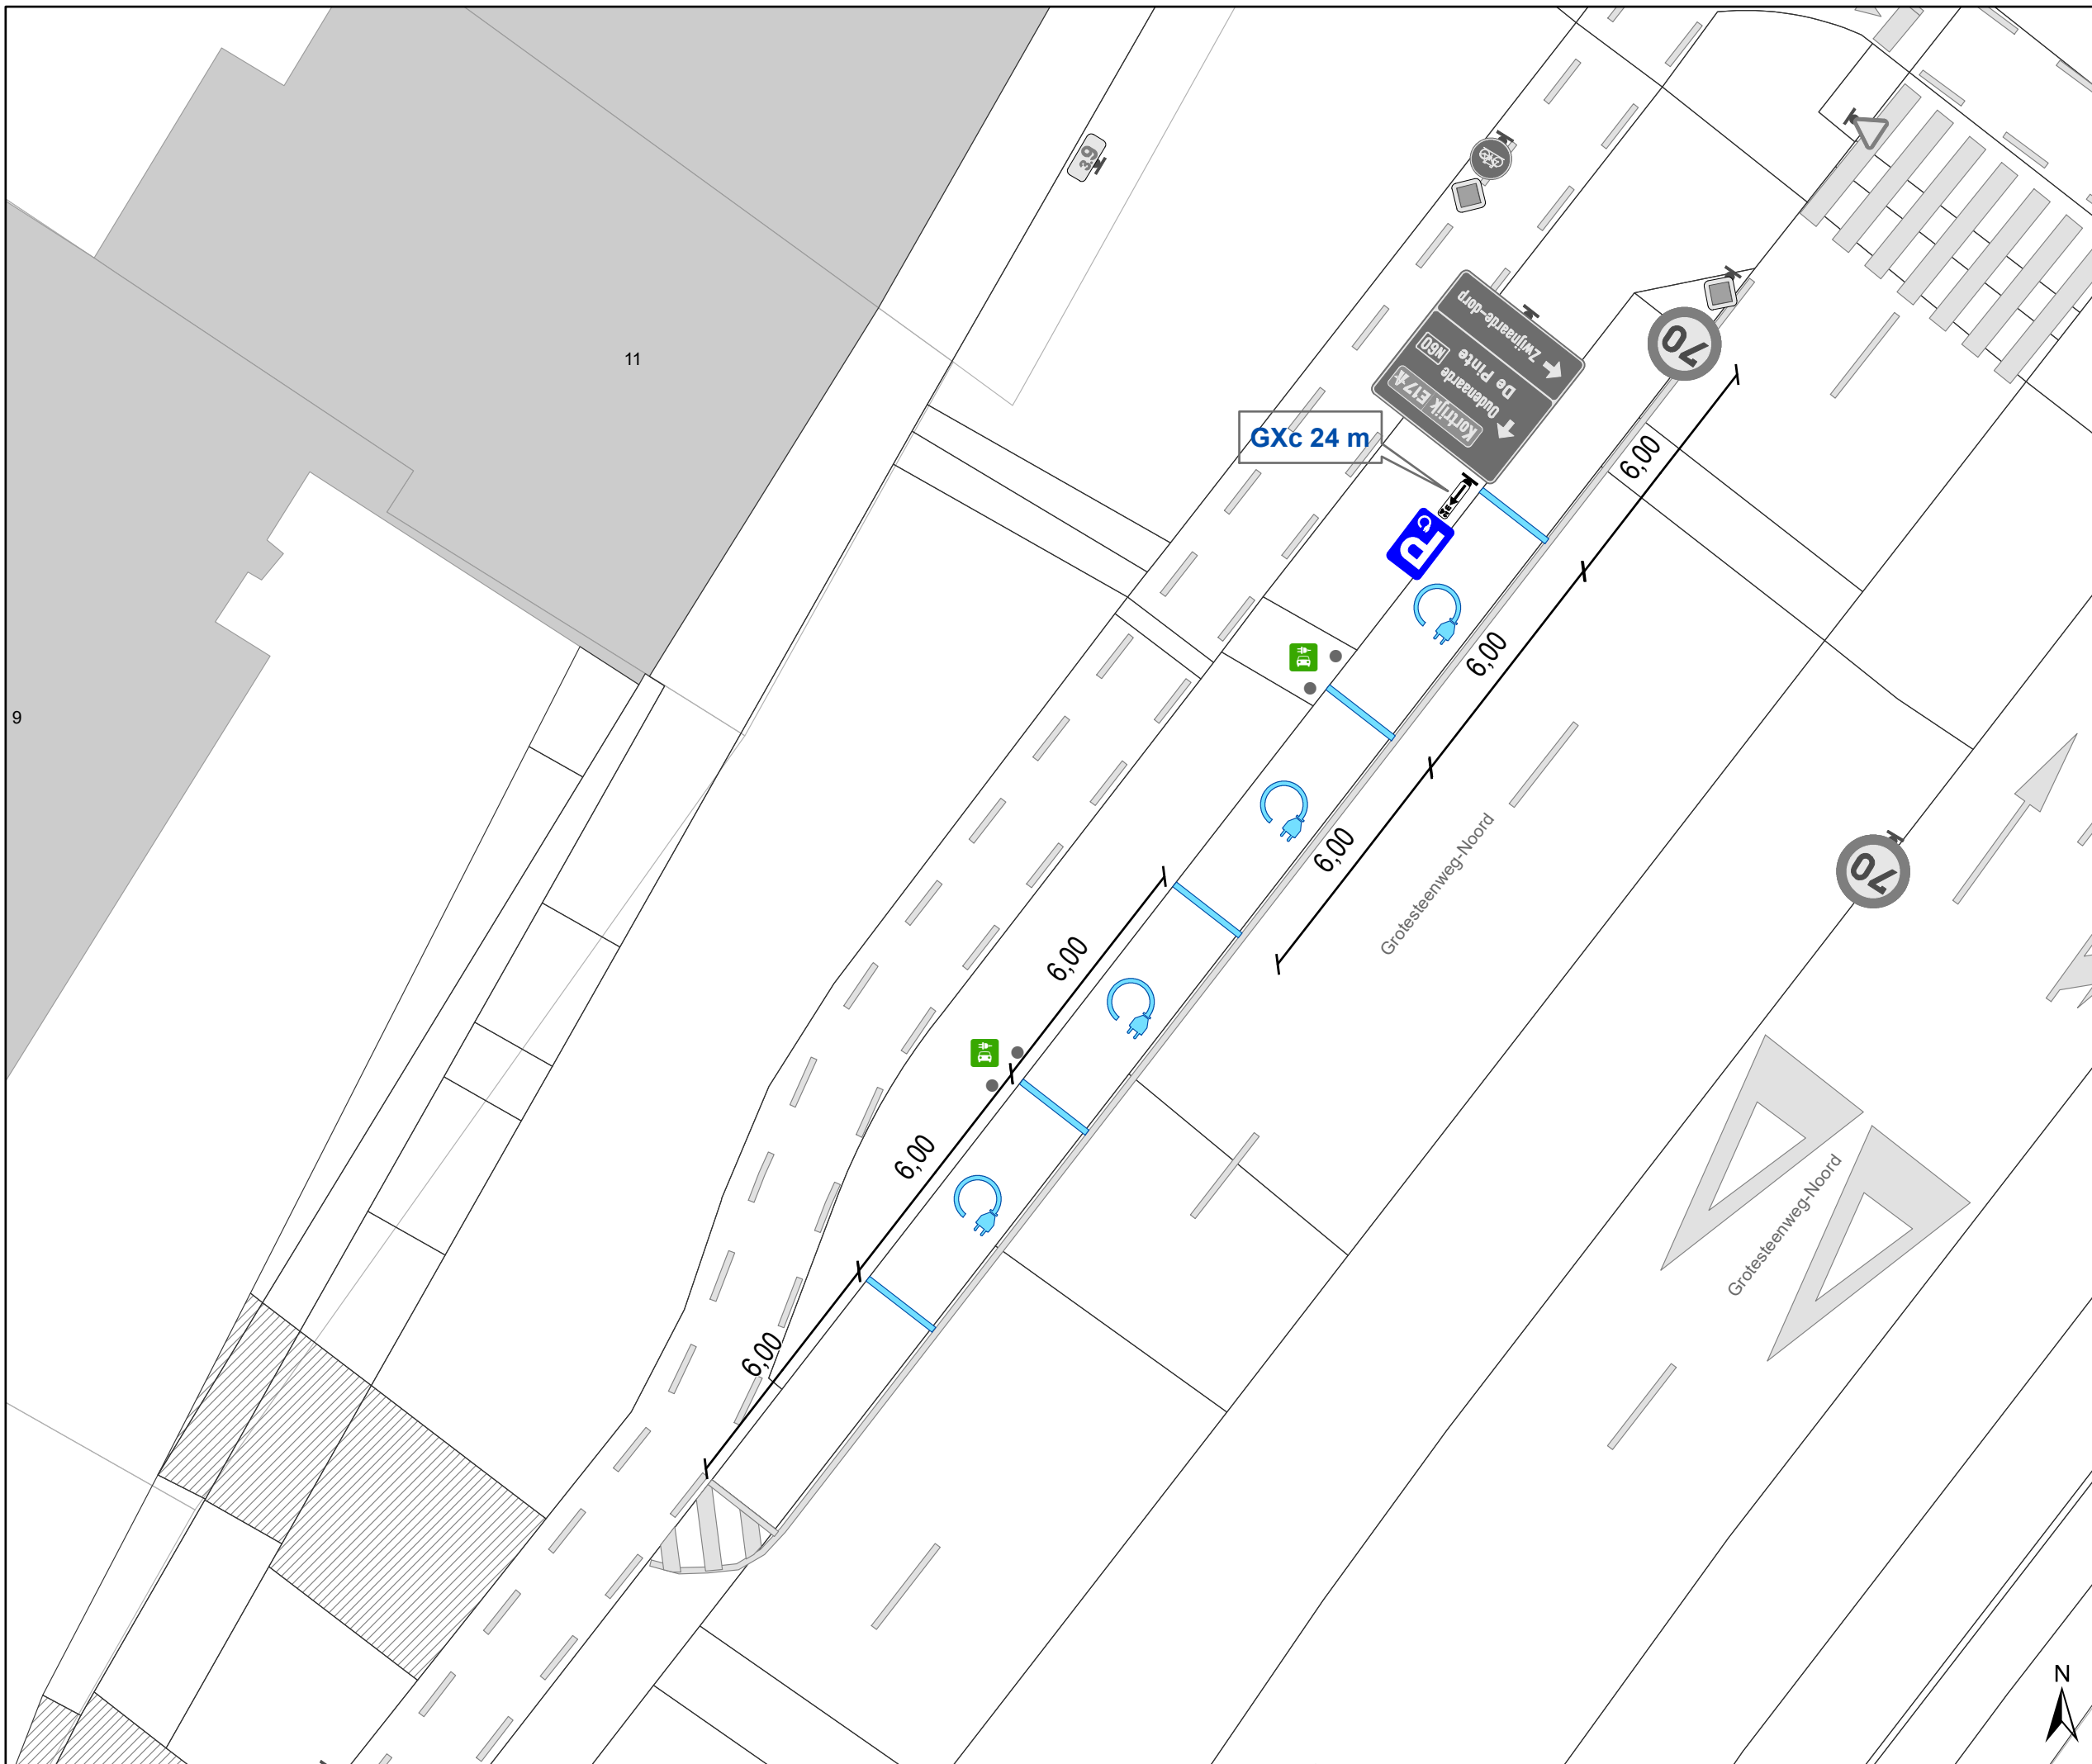 39
11
Zwijnaarde-dorp
N60
De Pinte
Oudenaarde
Kortrijk E17
70
GXc 24 m
6,00
P
6,00
9
6,00
Grotesteenweg-Noord
70
6,00
6,00
Grotesteenweg-Noord
6,00
N